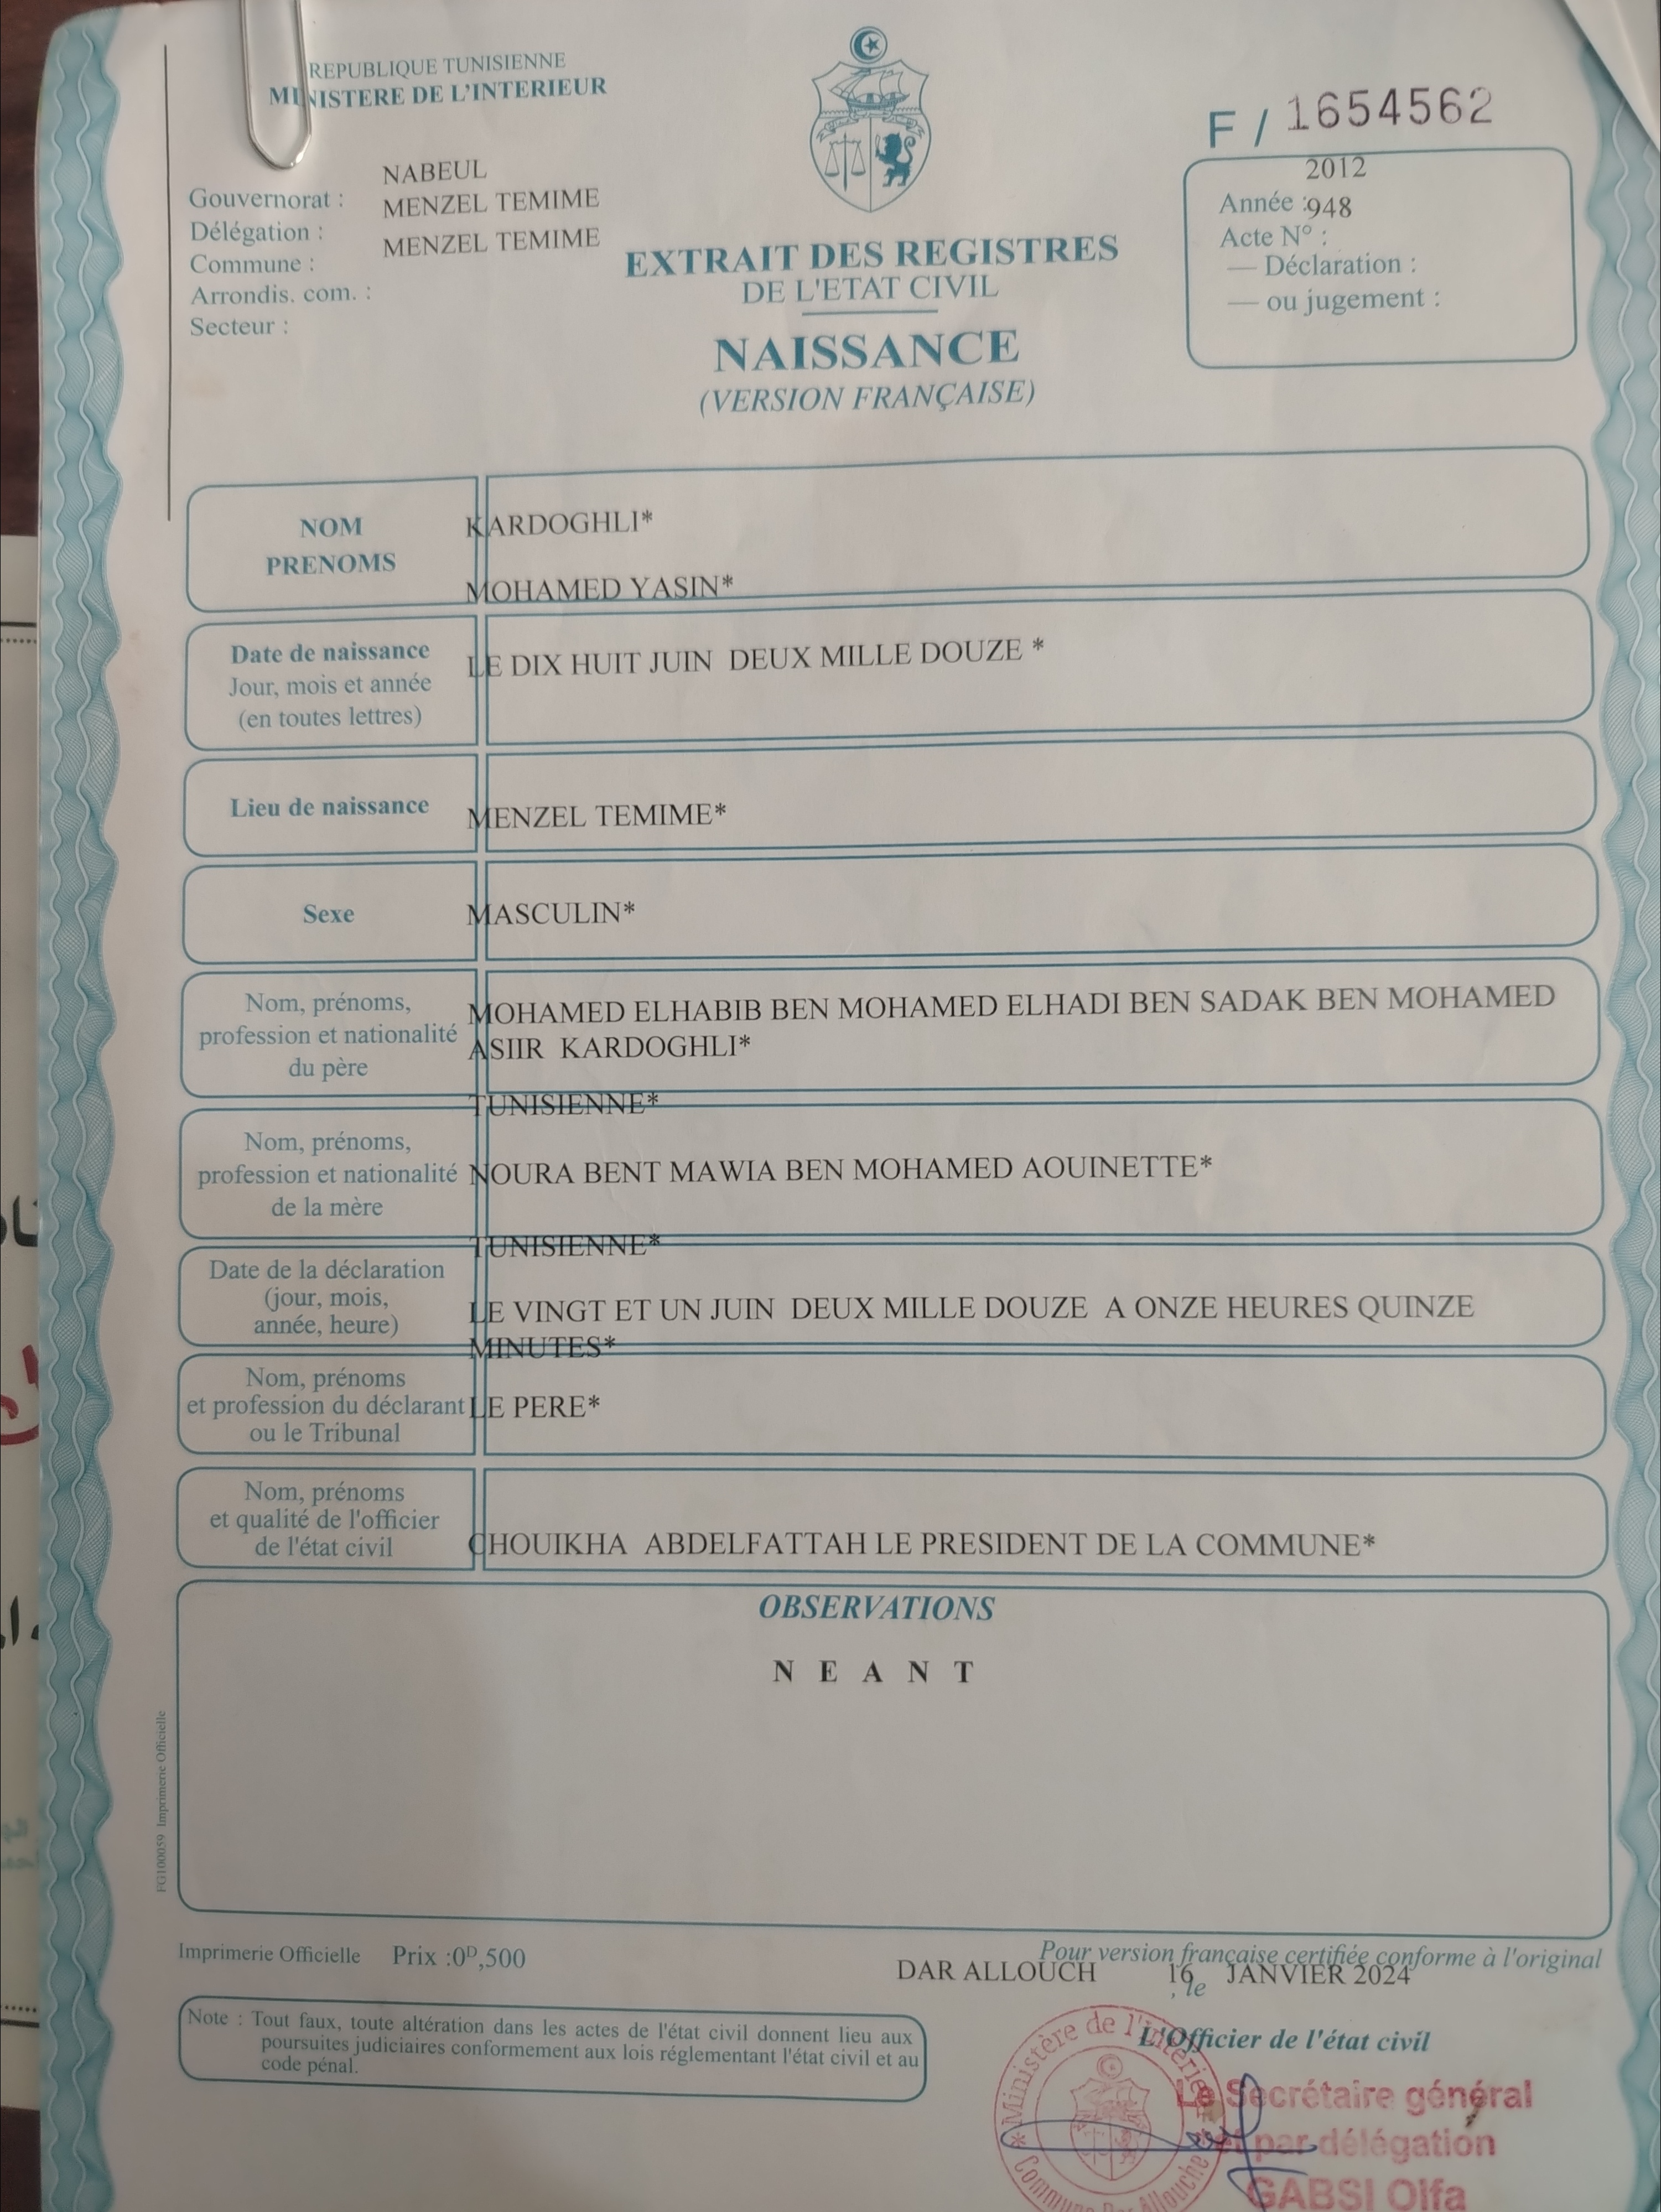 REPUBLIQUE TUNISIENNE
MINISTERE DE L'INTERIEUR
F / 1654562
NABEUL
Gouvernorat :
MENZEL TEMIME
Délégation :
MENZEL TEMIME
Commune :
Arrondis. com. :
Secteur :
2012
Année :948
Acte N° :
— Déclaration :
— ou jugement :
EXTRAIT DES REGISTRES
DE L'ETAT CIVIL
NAISSANCE
(VERSION FRANÇAISE)
NOM
PRENOMS
KARDOGHLI*
MOHAMED YASIN*
Date de naissance
Jour, mois et année
(en toutes lettres)
LE DIX HUIT JUIN DEUX MILLE DOUZE *
Lieu de naissance
MENZEL TEMIME*
Sexe
MASCULIN*
Nom, prénoms,
profession et nationalité
du père
MOHAMED ELHABIB BEN MOHAMED ELHADI BEN SADAK BEN MOHAMED
ASIIR KARDOGHLI*
TUNISIENNE*
Nom, prénoms,
profession et nationalité
de la mère
NOURA BENT MAWIA BEN MOHAMED AOUINETTE*
TUNISIENNE*
Date de la déclaration
(jour, mois,
année, heure)
LE VINGT ET UN JUIN DEUX MILLE DOUZE A ONZE HEURES QUINZE
MINUTES*
Nom, prénoms
et profession du déclarant
ou le Tribunal
LE PERE*
Nom, prénoms
et qualité de l'officier
de l'état civil
CHOUIKHA ABDELFATTAH LE PRESIDENT DE LA COMMUNE*
OBSERVATIONS
N E A N T
FG100059 Imprimerie Officielle
Imprimerie Officielle Prix :0D,500
Pour version française certifiée conforme à l'original
DAR ALLOUCH 16 JANVIER 2024
, le
Note : Tout faux, toute altération dans les actes de l'état civil donnent lieu aux
poursuites judiciaires conformement aux lois réglementant l'état civil et au
code pénal.
L'Officier de l'état civil
* Ministère de l'Intérieur * Commune Dar Allouche
Le Secrétaire général
et par délégation
GABSI Olfa